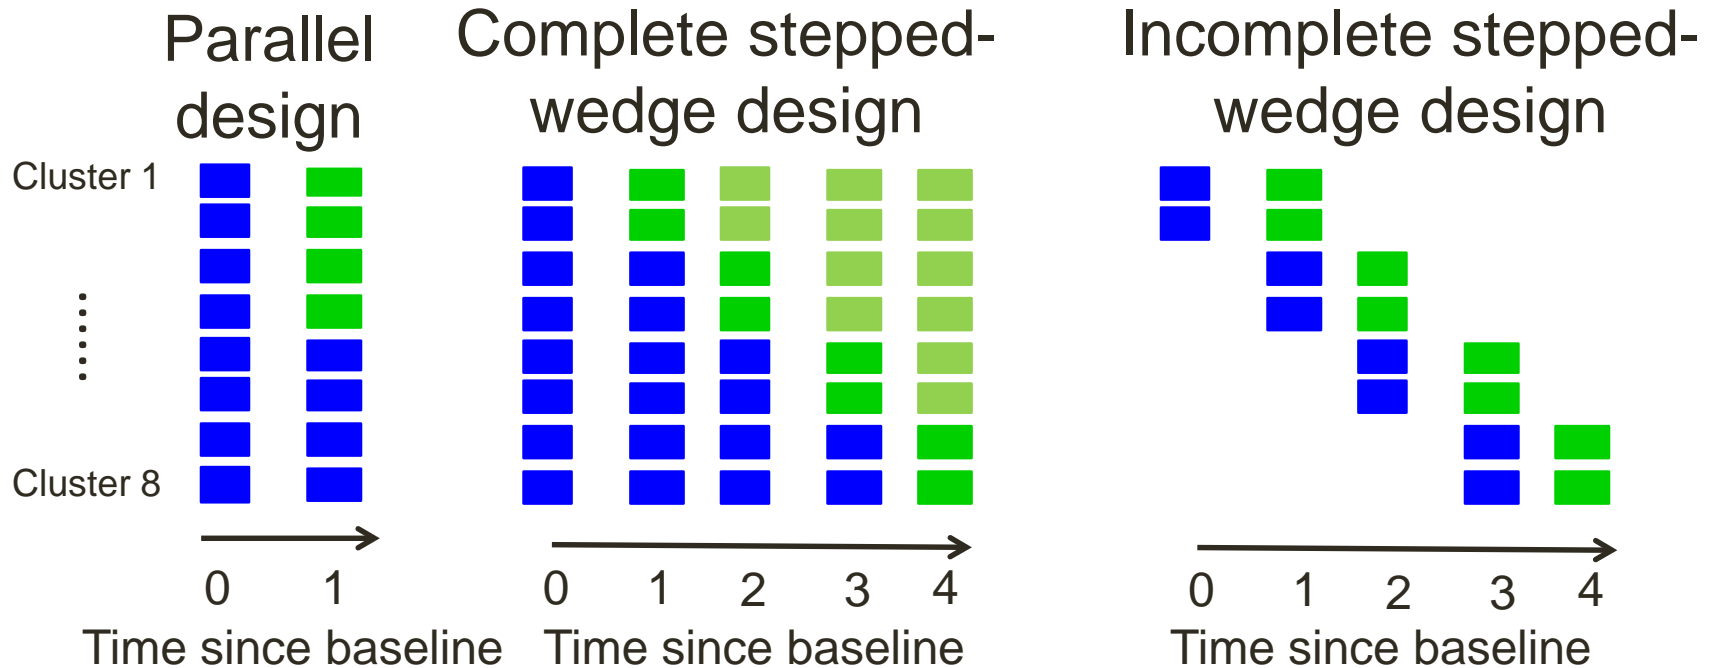 Parallel
design
Complete stepped-
wedge design
Incomplete stepped-
wedge design
Cluster 1
Cluster 8
0 1
Time since baseline
0 1 2 3 4
Time since baseline
0 1 2 3 4
Time since baseline